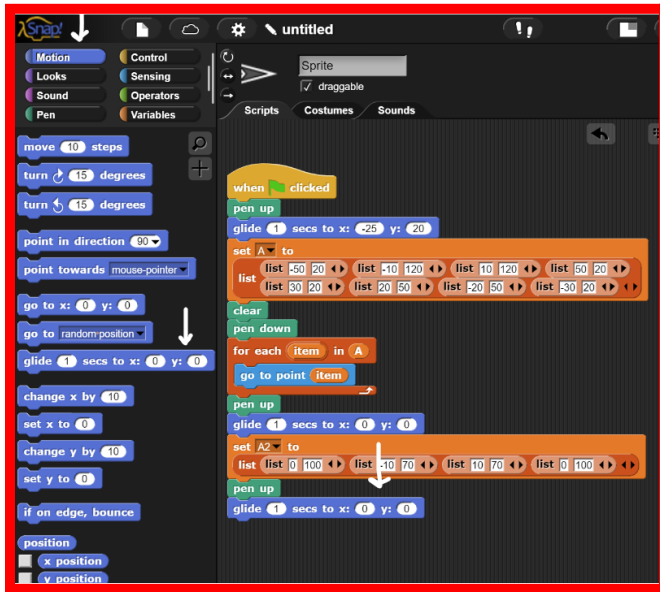 λSnap! untitled
Motion Control
Looks Sensing
Sound Operators
Pen Variables
Sprite
draggable
Scripts Costumes Sounds
move 10 steps
turn 15 degrees
turn 15 degrees
point in direction 90
point towards mouse-pointer
go to x: 0 y: 0
go to random position
glide 1 secs to x: 0 y: 0
change x by 10
set x to 0
change y by 10
set y to 0
if on edge, bounce
position
x position
y position
when clicked
pen up
glide 1 secs to x: -25 y: 20
set A to
list list -50 20 list -10 120 list 10 120 list 50 20
list 30 20 list 20 50 list -20 50 list -30 20
clear
pen down
for each item in A
go to point item
pen up
glide 1 secs to x: 0 y: 0
set A2 to
list list 0 100 list -10 70 list 10 70 list 0 100
pen up
glide 1 secs to x: 0 y: 0